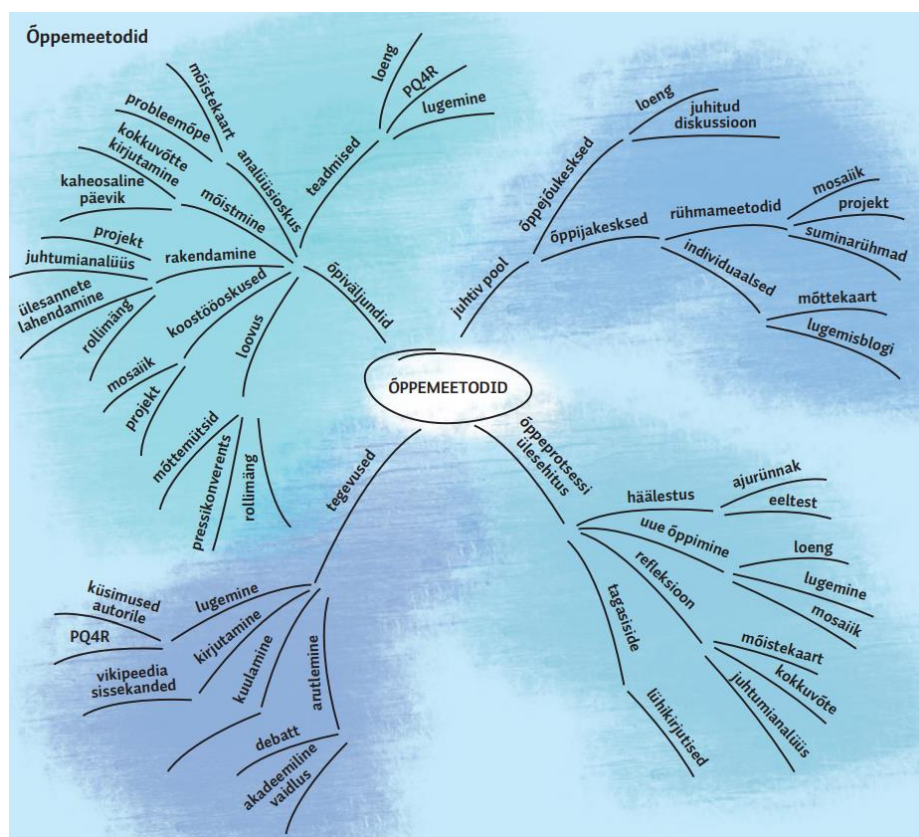 Õppemeetodid
ÕPPEMEETODID
õpiväljundid
teadmised
loeng
PQ4R
lugemine
analüüsioskus
mõistekaart
probleemõpe
mõistmine
kokkuvõtte
kirjutamine
kaheosaline
päevik
rakendamine
projekt
juhtumianalüüs
ülesannete
lahendamine
rollimäng
koostööoskused
mosaiik
projekt
loovus
mõttemütsid
pressikonverents
rollimäng
juhtiv pool
õppejõukesksed
loeng
juhitud
diskussioon
õppijakesksed
rühmameetodid
mosaiik
projekt
suminarühmad
individuaalsed
mõttekaart
lugemisblogi
tegevused
lugemine
küsimused
autorile
PQ4R
kirjutamine
vikipeedia
sissekanded
kuulamine
arutlemine
debatt
akadeemiline
vaidlus
õppeprotsessi
ülesehitus
häälestus
ajurünnak
eeltest
uue õppimine
loeng
lugemine
mosaiik
refleksioon
mõistekaart
kokkuvõte
juhtumianalüüs
tagasiside
lühikirjutised